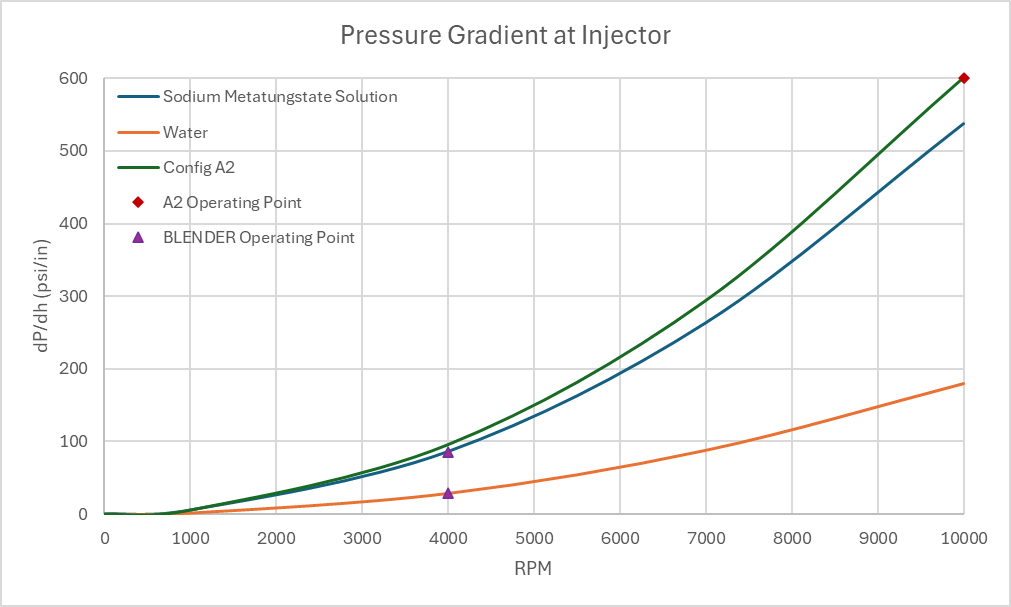 Pressure Gradient at Injector
600
500
400
300
200
100
0
dP/dh (psi/in)
Sodium Metatungstate Solution
Water
Config A2
A2 Operating Point
BLENDER Operating Point
0 1000 2000 3000 4000 5000 6000 7000 8000 9000 10000
RPM